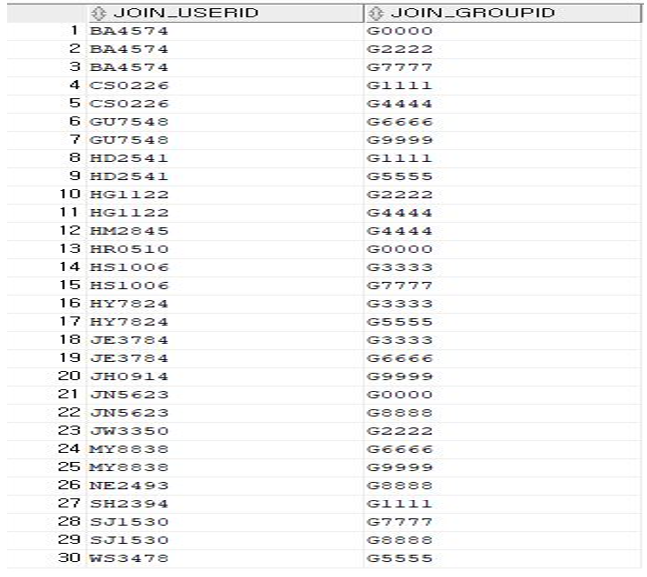 JOIN_USERID JOIN_GROUPID
1 BA4574 G0000
2 BA4574 G2222
3 BA4574 G7777
4 CS0226 G1111
5 CS0226 G4444
6 GU7548 G6666
7 GU7548 G9999
8 HD2541 G1111
9 HD2541 G5555
10 HG1122 G2222
11 HG1122 G4444
12 HM2845 G4444
13 HR0510 G0000
14 HS1006 G3333
15 HS1006 G7777
16 HY7824 G3333
17 HY7824 G5555
18 JE3784 G3333
19 JE3784 G6666
20 JH0914 G9999
21 JN5623 G0000
22 JN5623 G8888
23 JW3350 G2222
24 MY8838 G6666
25 MY8838 G9999
26 NE2493 G8888
27 SH2394 G1111
28 SJ1530 G7777
29 SJ1530 G8888
30 WS3478 G5555